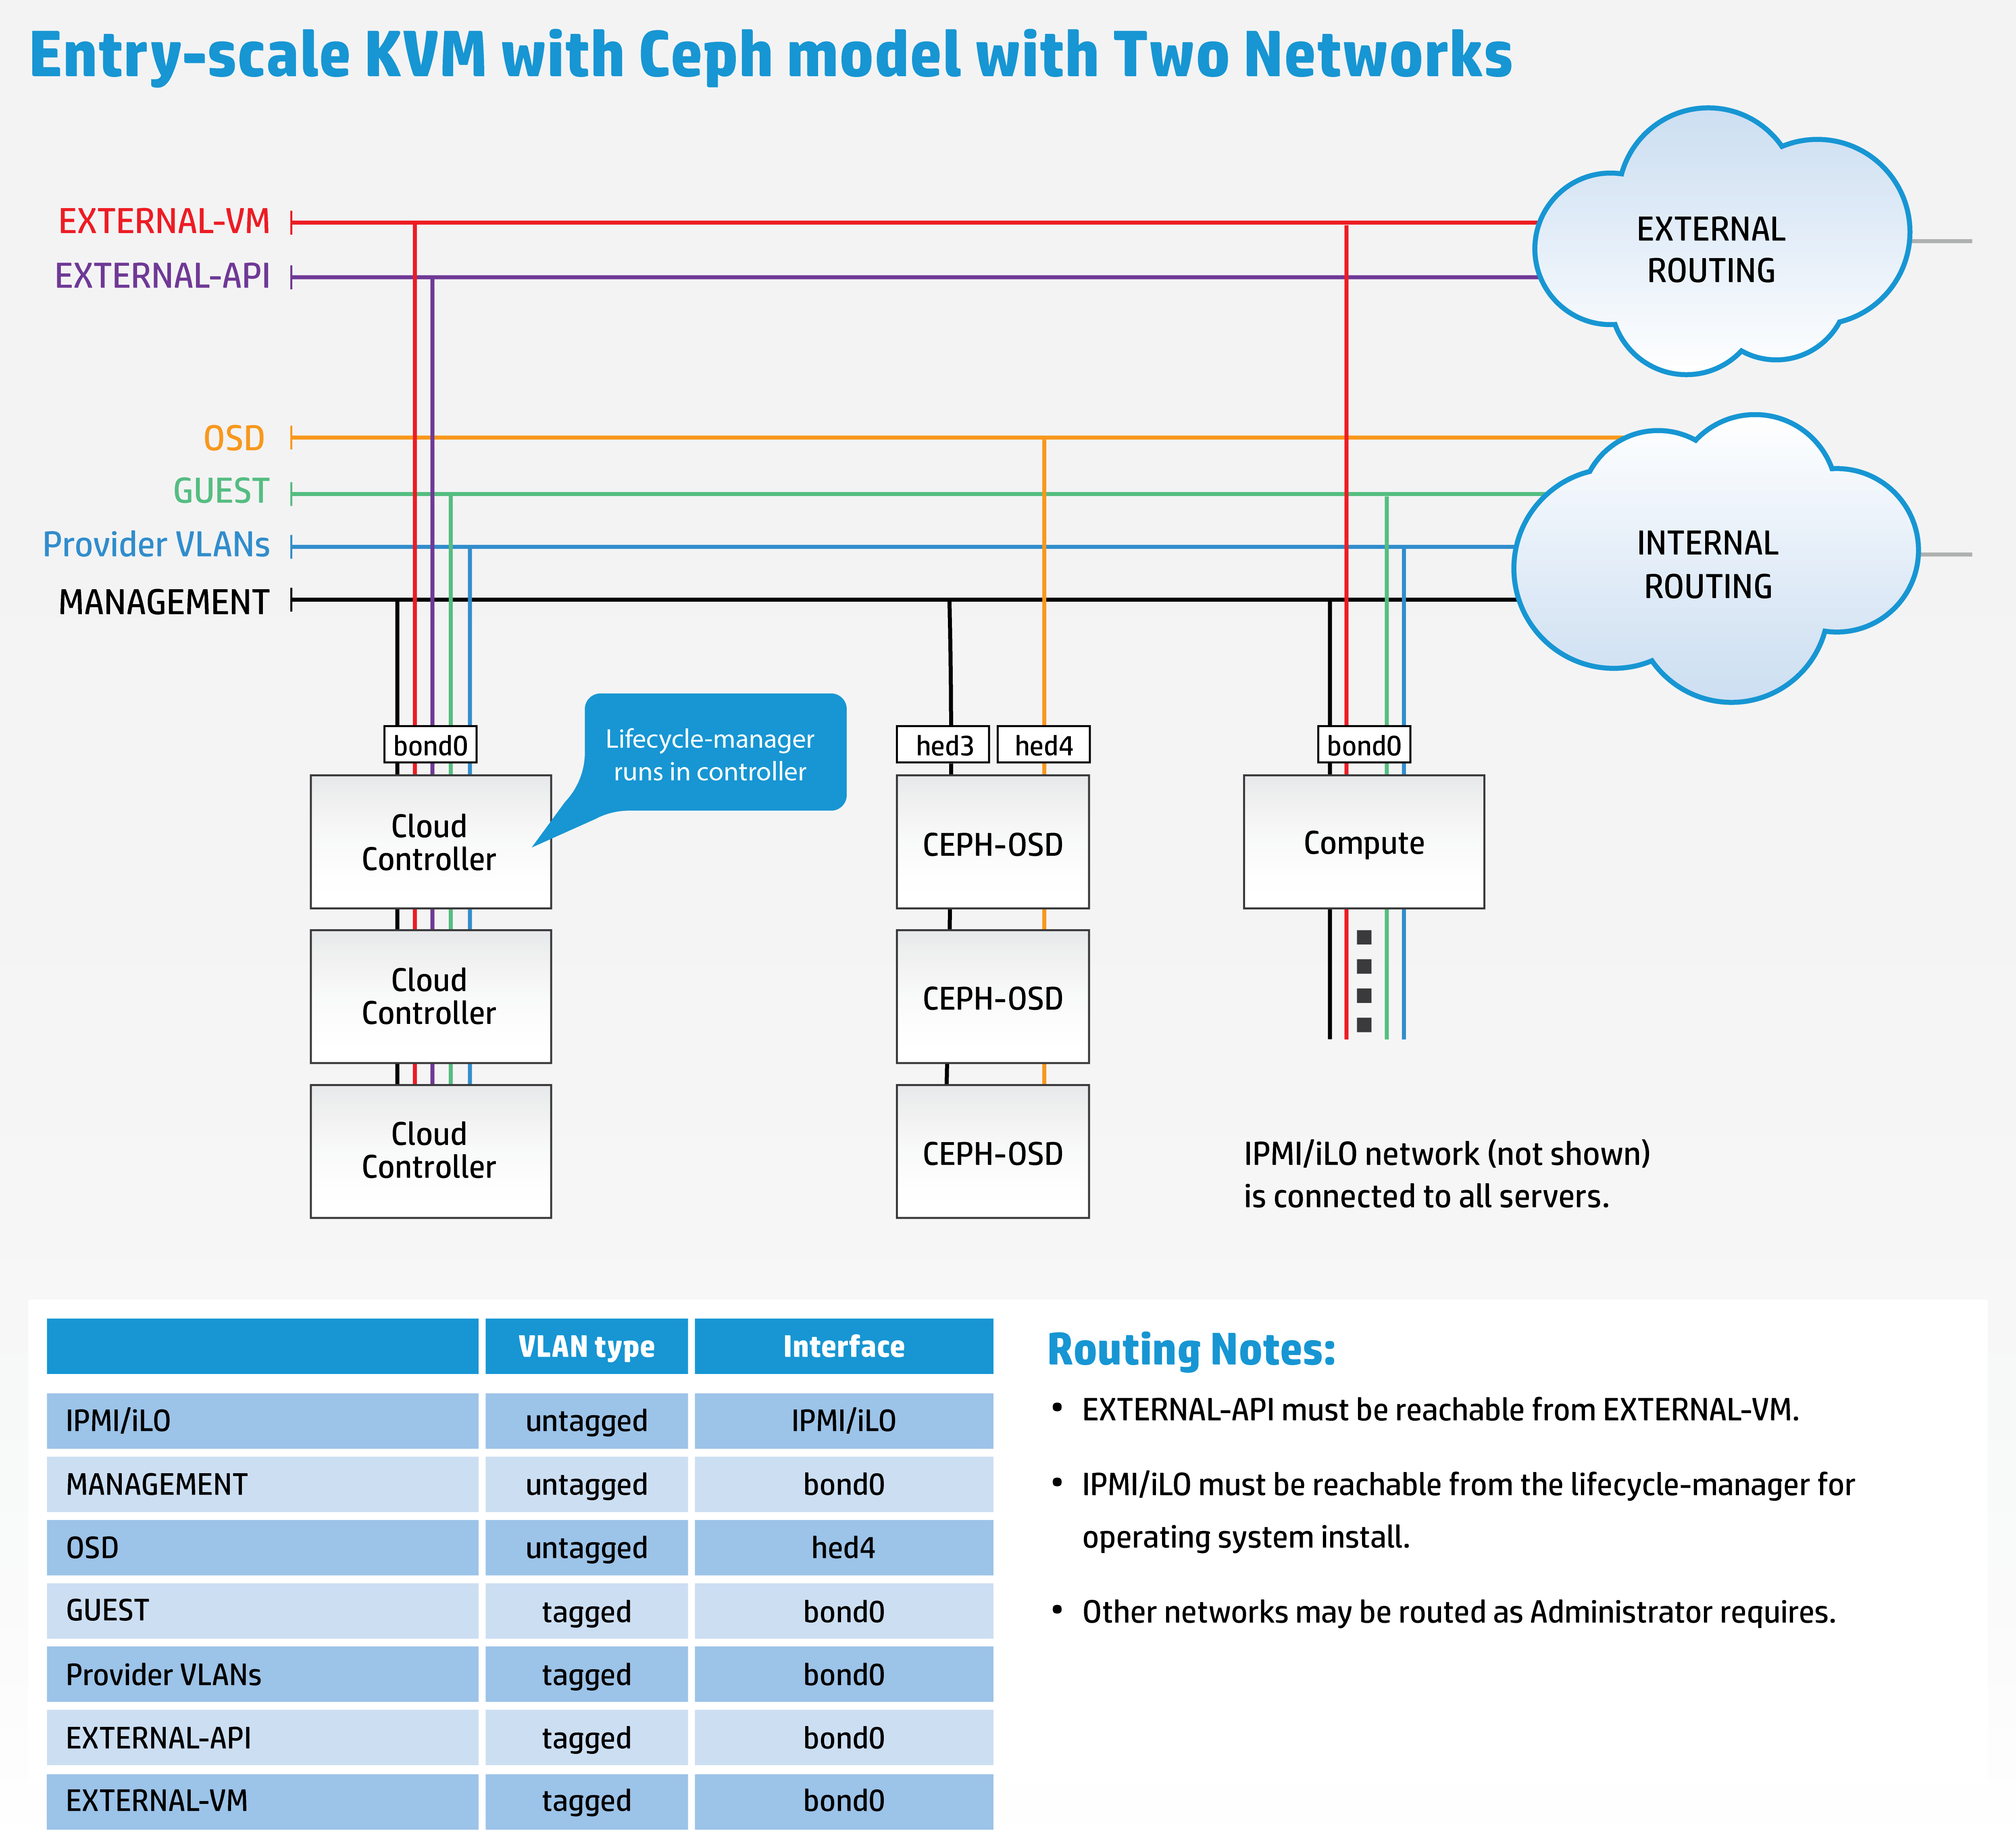 Entry-scale KVM with Ceph model with Two Networks
EXTERNAL-VM
EXTERNAL-API
EXTERNAL
ROUTING
OSD
GUEST
Provider VLANs
MANAGEMENT
INTERNAL
ROUTING
bond0
Lifecycle-manager
runs in controller
hed3
hed4
bond0
Cloud
Controller
CEPH-OSD
Compute
Cloud
Controller
CEPH-OSD
Cloud
Controller
CEPH-OSD
IPMI/iLO network (not shown)
is connected to all servers.
VLAN type Interface
IPMI/iLO untagged IPMI/iLO
MANAGEMENT untagged bond0
OSD untagged hed4
GUEST tagged bond0
Provider VLANs tagged bond0
EXTERNAL-API tagged bond0
EXTERNAL-VM tagged bond0
Routing Notes:
• EXTERNAL-API must be reachable from EXTERNAL-VM.
• IPMI/iLO must be reachable from the lifecycle-manager for
operating system install.
• Other networks may be routed as Administrator requires.